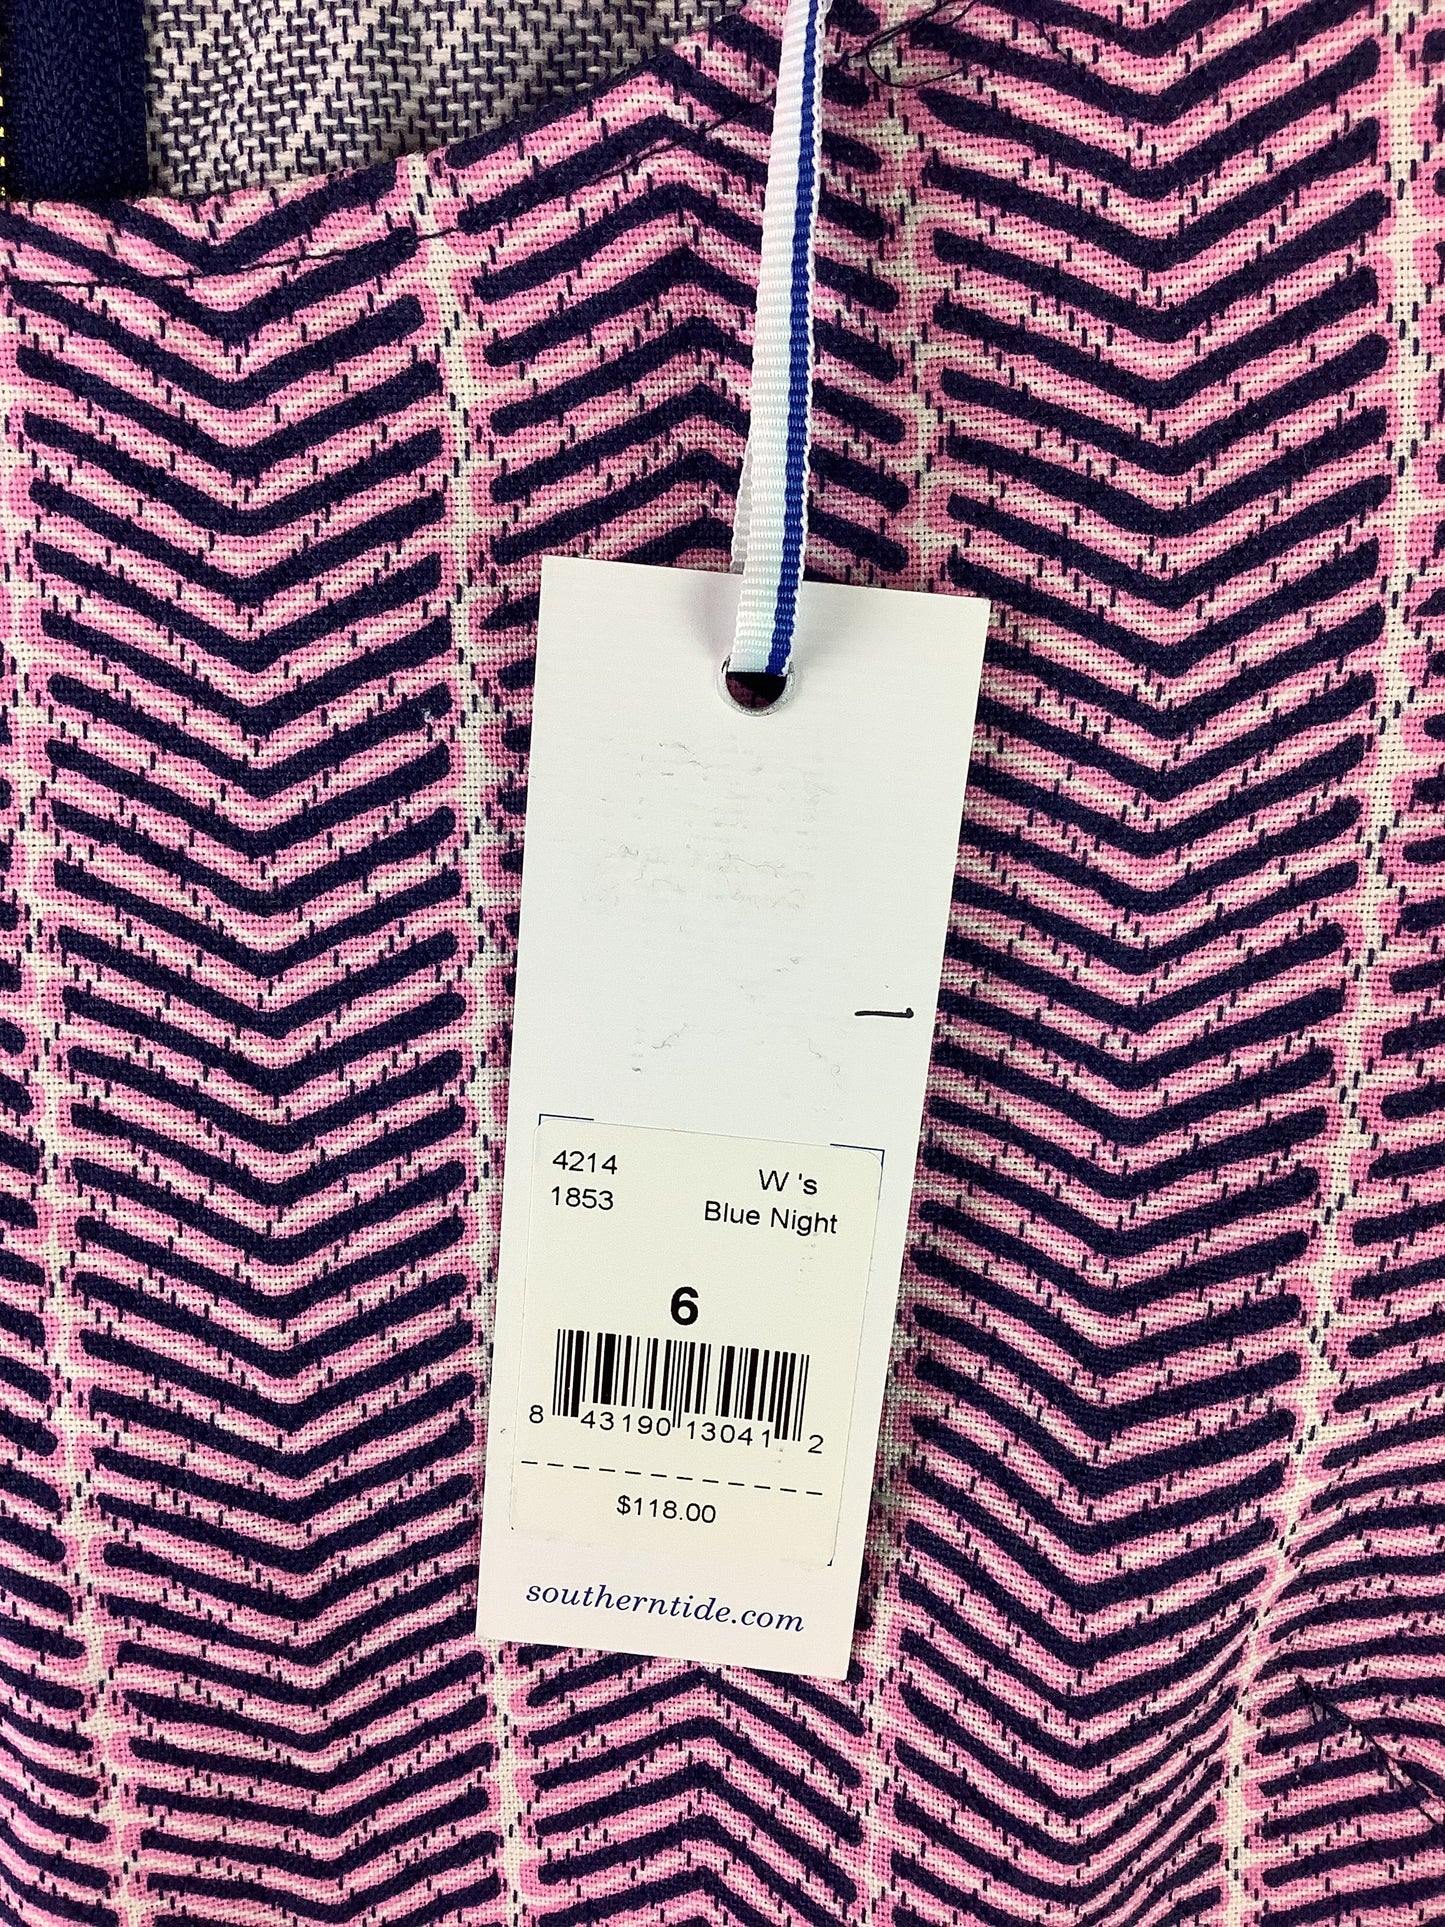 4214 W 's
1853 Blue Night
6
8 43190 13041 2
$118.00
southerntide.com